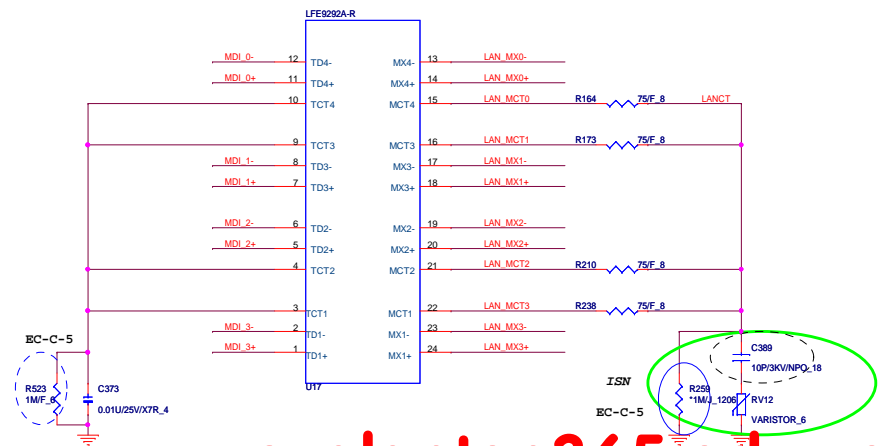 LFE9292A-R
MDI_0- 12 TD4- MX4- 13 LAN_MX0-
MDI_0+ 11 TD4+ MX4+ 14 LAN_MX0+
10 TCT4 MCT4 15 LAN_MCT0 R164 75/F_8 LANCT
9 TCT3 MCT3 16 LAN_MCT1 R173 75/F_8
MDI_1- 8 TD3- MX3- 17 LAN_MX1-
MDI_1+ 7 TD3+ MX3+ 18 LAN_MX1+
MDI_2- 6 TD2- MX2- 19 LAN_MX2-
MDI_2+ 5 TD2+ MX2+ 20 LAN_MX2+
4 TCT2 MCT2 21 LAN_MCT2 R210 75/F_8
3 TCT1 MCT1 22 LAN_MCT3 R238 75/F_8
MDI_3- 2 TD1- MX1- 23 LAN_MX3-
MDI_3+ 1 TD1+ MX1+ 24 LAN_MX3+
U17
EC-C-5
R523
1M/F_6
C373
0.01U/25V/X7R_4
C389
10P/3KV/NPO_18
ISN
R259
*1M/J_1206
EC-C-5
RV12
VARISTOR_6